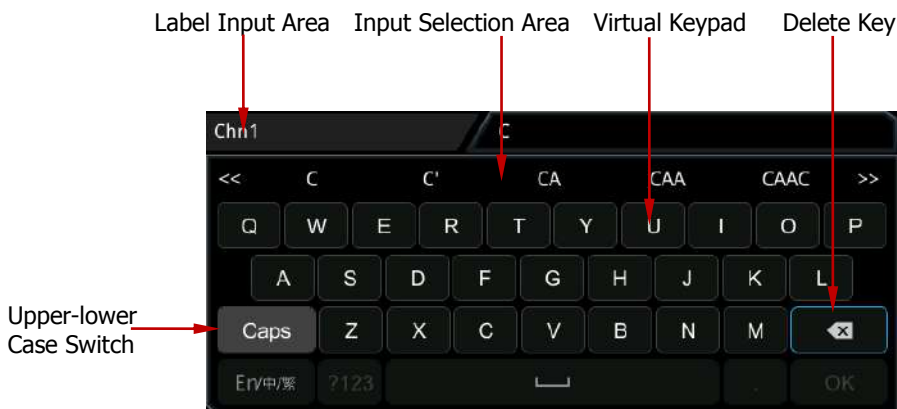 Label Input Area Input Selection Area Virtual Keypad Delete Key
Chn1 C
<< C C' CA CAA CAAC >>
Q W E R T Y U I O P
A S D F G H J K L
Upper-lower
Case Switch
Caps Z X C V B N M
En/中/繁 ?123 . OK